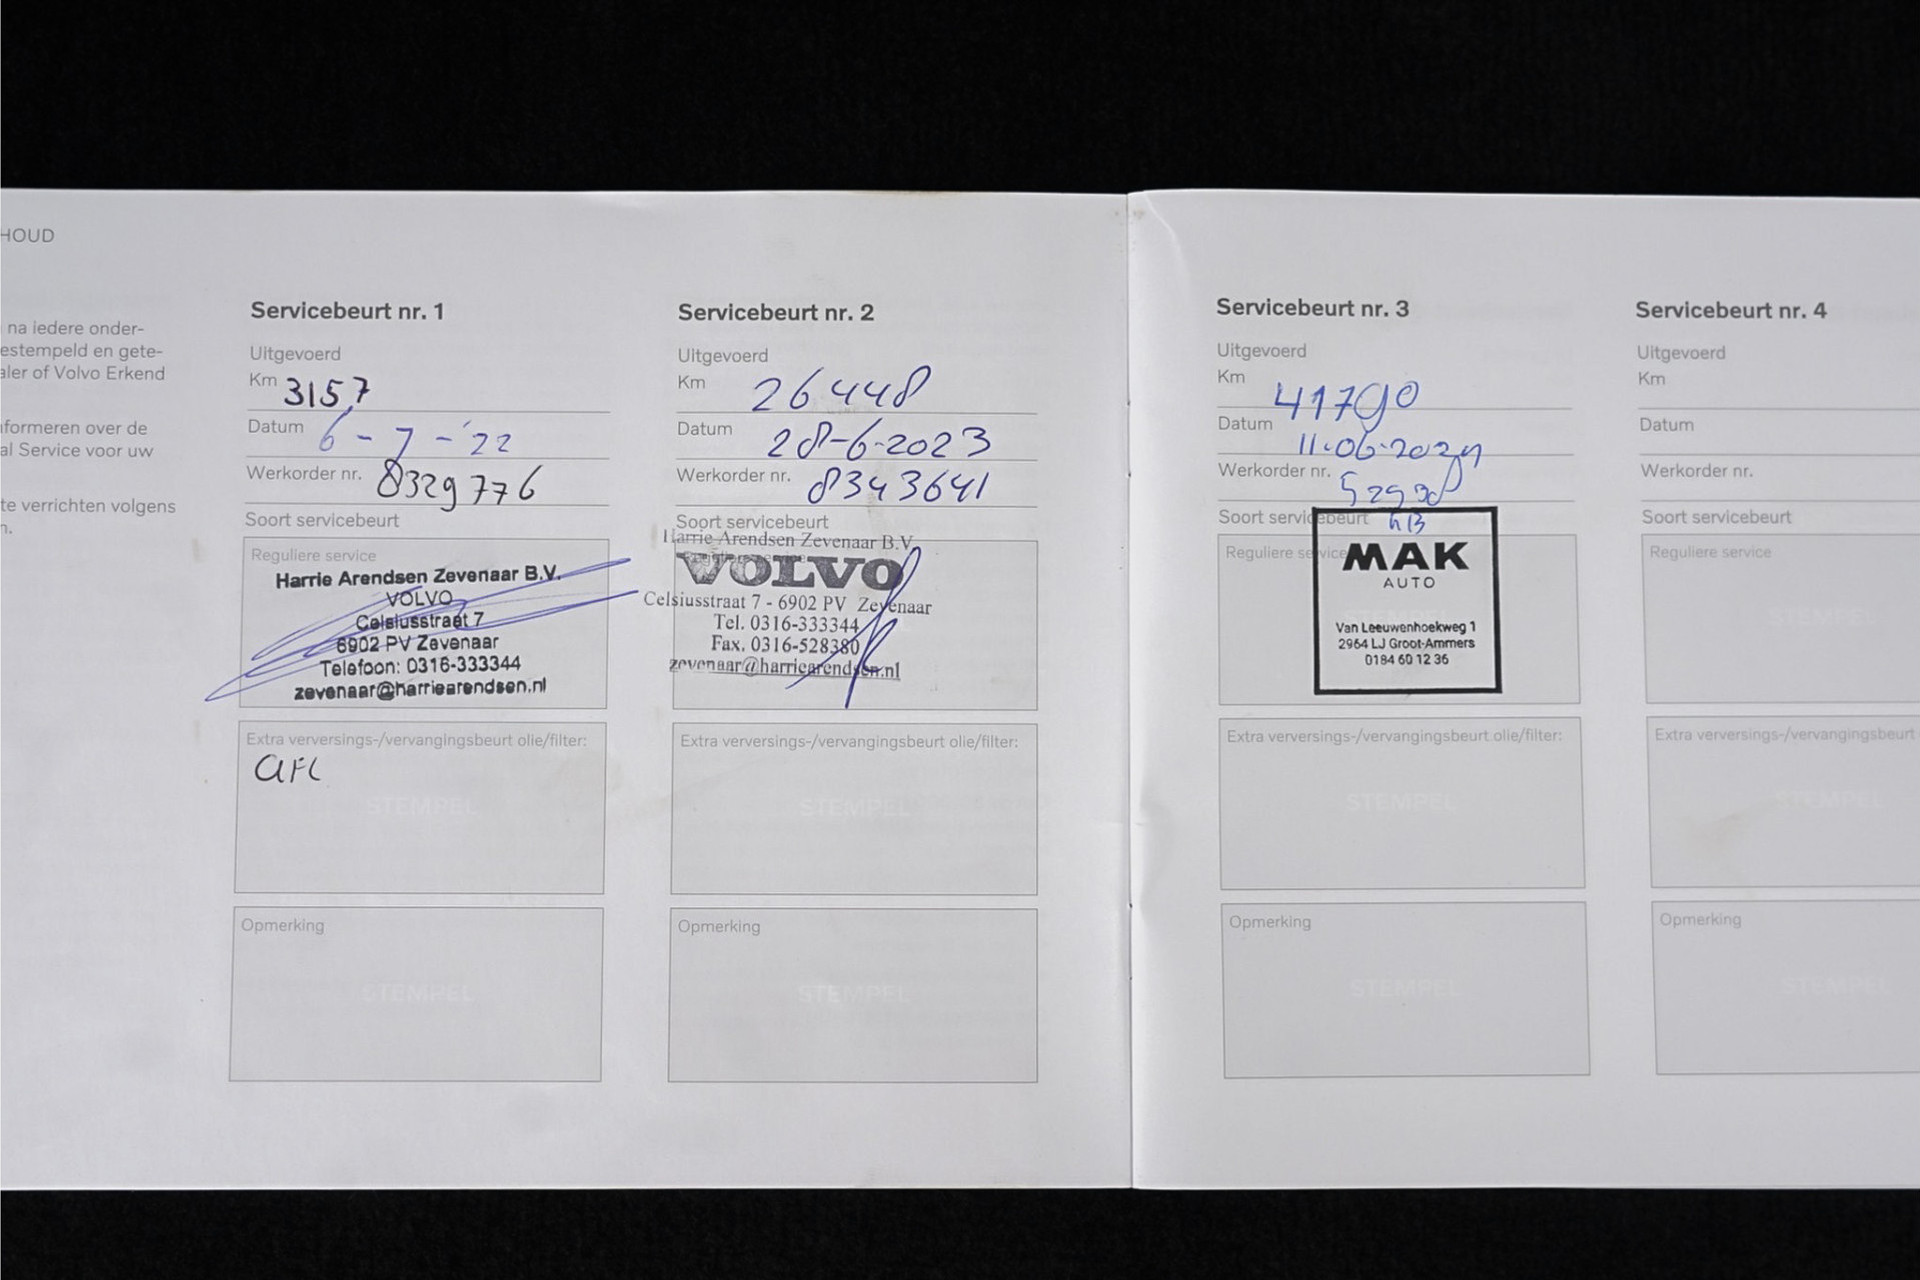 HOUD
na iedere onder-
estempeld en gete-
aler of Volvo Erkend
nformeren over de
al Service voor uw
te verrichten volgens
n.
Servicebeurt nr. 1
Uitgevoerd
Km 3157
Datum 6-7-'22
Werkorder nr. 8329776
Soort servicebeurt
Reguliere service
Harrie Arendsen Zevenaar B.V.
VOLVO
Celsiusstraat 7
6902 PV Zevenaar
Telefoon: 0316-333344
zevenaar@harriearendsen.nl
Extra verversings-/vervangingsbeurt olie/filter:
STEMPEL
Opmerking
STEMPEL
Servicebeurt nr. 2
Uitgevoerd
Km 26448
Datum 28-6-2023
Werkorder nr. 8343641
Soort servicebeurt
Harrie Arendsen Zevenaar B.V.
VOLVO
Celsiusstraat 7 - 6902 PV Zevenaar
Tel. 0316-333344
Fax. 0316-528380
zevenaar@harriearendsen.nl
Extra verversings-/vervangingsbeurt olie/filter:
STEMPEL
Opmerking
STEMPEL
Servicebeurt nr. 3
Uitgevoerd
Km 41790
Datum 11-06-2024
Werkorder nr.
Soort servicebeurt
Reguliere service
MAK
AUTO
Van Leeuwenhoekweg 1
2964 LJ Groot-Ammers
0184 60 12 36
Extra verversings-/vervangingsbeurt olie/filter:
STEMPEL
Opmerking
STEMPEL
Servicebeurt nr. 4
Uitgevoerd
Km
Datum
Werkorder nr.
Soort servicebeurt
Reguliere service
STEMPEL
Extra verversings-/vervangingsbeurt
STEMPEL
Opmerking
STEMPEL